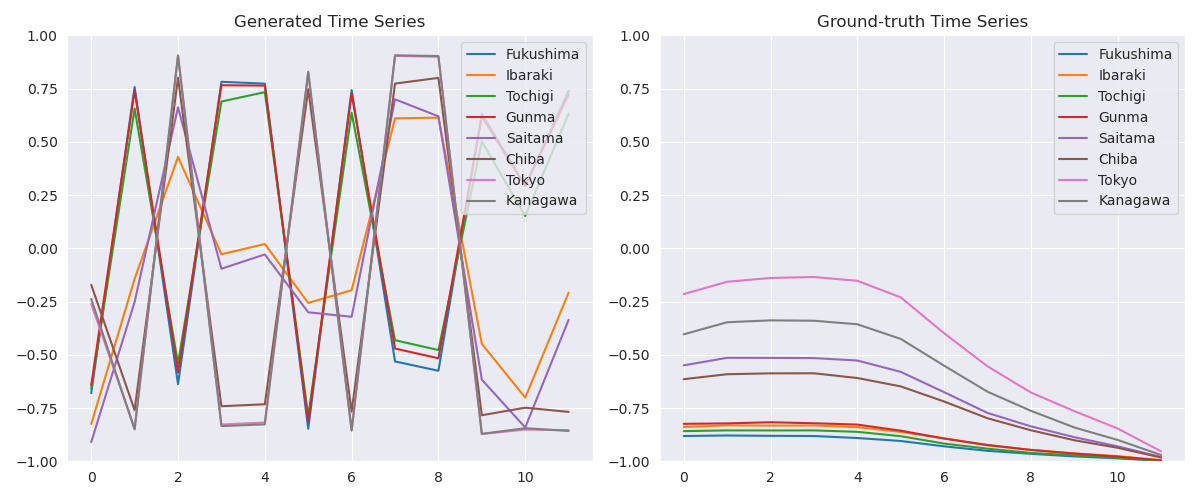 Generated Time Series
1.00
0.75
0.50
0.25
0.00
−0.25
−0.50
−0.75
−1.00
0
2
4
6
8
10
Fukushima
Ibaraki
Tochigi
Gunma
Saitama
Chiba
Tokyo
Kanagawa
Ground-truth Time Series
1.00
0.75
0.50
0.25
0.00
−0.25
−0.50
−0.75
−1.00
0
2
4
6
8
10
Fukushima
Ibaraki
Tochigi
Gunma
Saitama
Chiba
Tokyo
Kanagawa